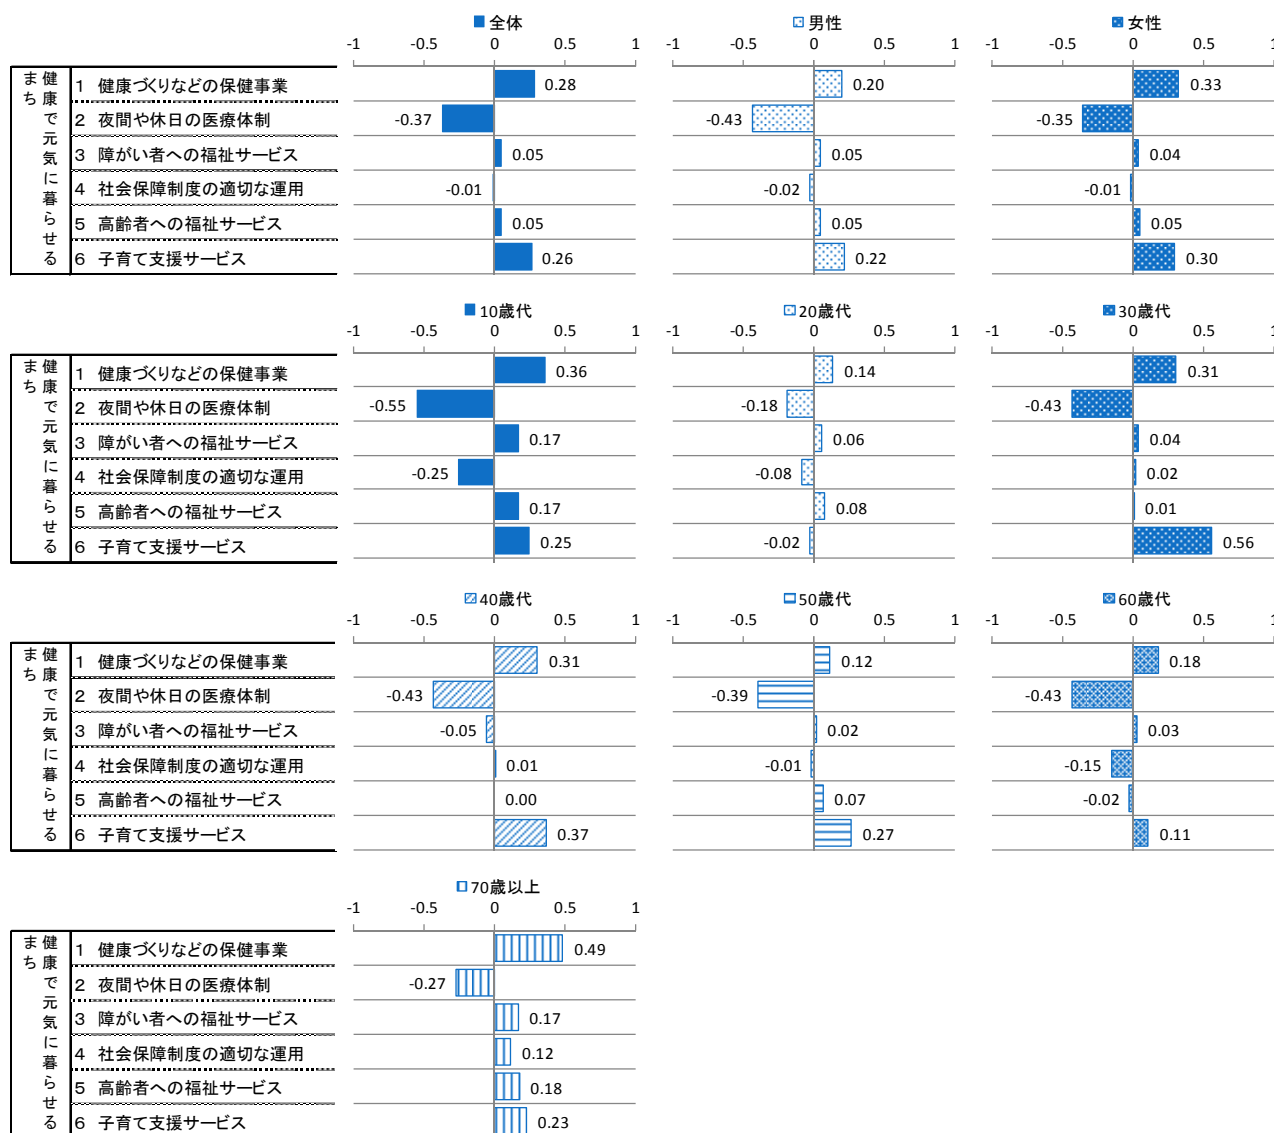 全体 男性 女性
-1 -0.5 0 0.5 1 -1 -0.5 0 0.5 1 -1 -0.5 0 0.5 1
健康で元気に暮らせる
まち
1 健康づくりなどの保健事業 0.28 0.20 0.33
2 夜間や休日の医療体制 -0.37 -0.43 -0.35
3 障がい者への福祉サービス 0.05 0.05 0.04
4 社会保障制度の適切な運用 -0.01 -0.02 -0.01
5 高齢者への福祉サービス 0.05 0.05 0.05
6 子育て支援サービス 0.26 0.22 0.30
10歳代 20歳代 30歳代
-1 -0.5 0 0.5 1 -1 -0.5 0 0.5 1 -1 -0.5 0 0.5 1
健康で元気に暮らせる
まち
1 健康づくりなどの保健事業 0.36 0.14 0.31
2 夜間や休日の医療体制 -0.55 -0.18 -0.43
3 障がい者への福祉サービス 0.17 0.06 0.04
4 社会保障制度の適切な運用 -0.25 -0.08 0.02
5 高齢者への福祉サービス 0.17 0.08 0.01
6 子育て支援サービス 0.25 -0.02 0.56
40歳代 50歳代 60歳代
-1 -0.5 0 0.5 1 -1 -0.5 0 0.5 1 -1 -0.5 0 0.5 1
健康で元気に暮らせる
まち
1 健康づくりなどの保健事業 0.31 0.12 0.18
2 夜間や休日の医療体制 -0.43 -0.39 -0.43
3 障がい者への福祉サービス -0.05 0.02 0.03
4 社会保障制度の適切な運用 0.01 -0.01 -0.15
5 高齢者への福祉サービス 0.00 0.07 -0.02
6 子育て支援サービス 0.37 0.27 0.11
70歳以上
-1 -0.5 0 0.5 1
健康で元気に暮らせる
まち
1 健康づくりなどの保健事業 0.49
2 夜間や休日の医療体制 -0.27
3 障がい者への福祉サービス 0.17
4 社会保障制度の適切な運用 0.12
5 高齢者への福祉サービス 0.18
6 子育て支援サービス 0.23